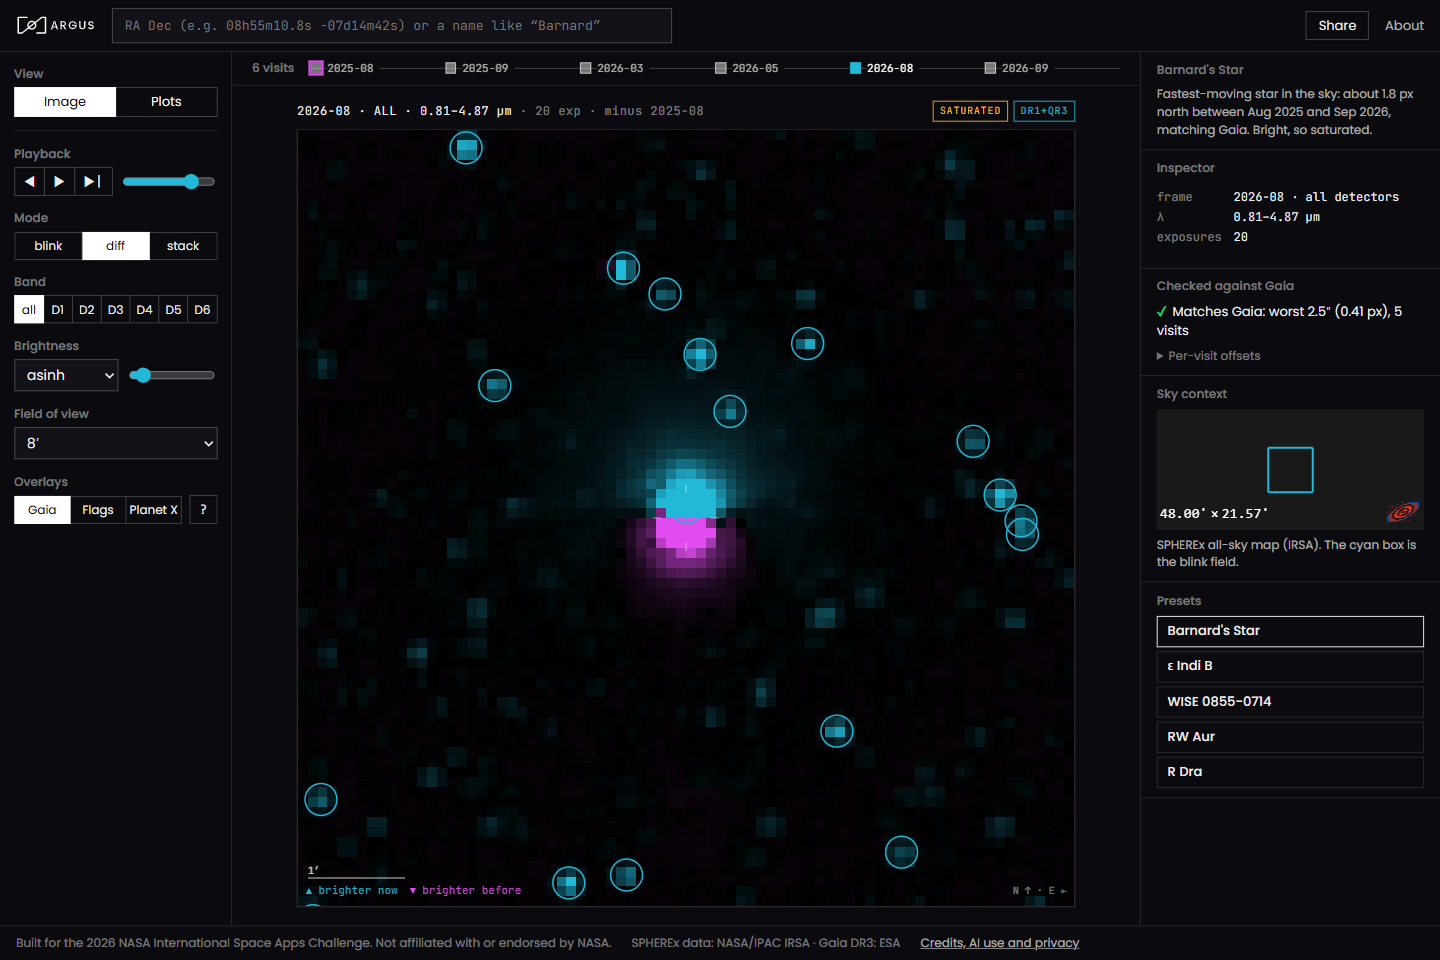 ARGUS
RA Dec (e.g. 08h55m10.8s -07d14m42s) or a name like “Barnard”
Share
About
View
Image
Plots
Playback
Mode
blink
diff
stack
Band
all
D1
D2
D3
D4
D5
D6
Brightness
asinh
Field of view
8′
Overlays
Gaia
Flags
Planet X
?
6 visits
2025-08
2025-09
2026-03
2026-05
2026-08
2026-09
2026-08 · ALL · 0.81–4.87 µm · 20 exp · minus 2025-08
SATURATED
DR1+QR3
1′
▲ brighter now ▼ brighter before
N ↑ · E ←
Barnard's Star
Fastest-moving star in the sky: about 1.8 px
north between Aug 2025 and Sep 2026,
matching Gaia. Bright, so saturated.
Inspector
frame 2026-08 · all detectors
λ 0.81–4.87 µm
exposures 20
Checked against Gaia
✓ Matches Gaia: worst 2.5″ (0.41 px), 5
visits
▶ Per-visit offsets
Sky context
48.00' × 21.57'
SPHEREx all-sky map (IRSA). The cyan box is
the blink field.
Presets
Barnard's Star
ε Indi B
WISE 0855-0714
RW Aur
R Dra
Built for the 2026 NASA International Space Apps Challenge. Not affiliated with or endorsed by NASA.
SPHEREx data: NASA/IPAC IRSA · Gaia DR3: ESA
Credits, AI use and privacy